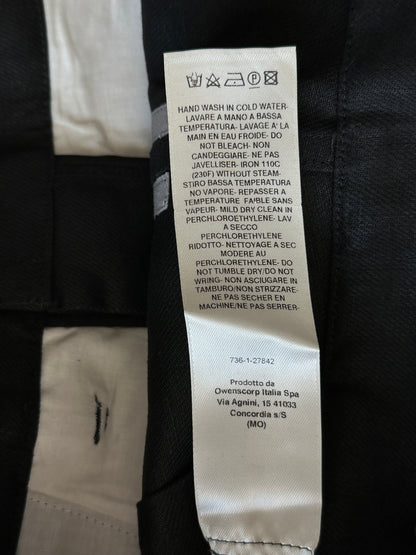 HAND WASH IN COLD WATER-
LAVARE A MANO A BASSA
TEMPERATURA- LAVAGE A' LA
MAIN EN EAU FROIDE- DO
NOT BLEACH- NON
CANDEGGIARE- NE PAS
JAVELLISER- IRON 110C
(230F) WITHOUT STEAM-
STIRO BASSA TEMPERATURA
NO VAPORE- REPASSER A
TEMPERATURE FAIBLE SANS
VAPEUR- MILD DRY CLEAN IN
PERCHLOROETHYLENE- LAV
A SECCO
PERCHLORETHYLENE
RIDOTTO- NETTOYAGE A SEC
MODERE AU
PERCHLORETHYLENE- DO
NOT TUMBLE DRY/DO NOT
WRING- NON ASCIUGARE IN
TAMBURO/NON STRIZZARE-
NE PAS SECHER EN
MACHINE/NE PAS SERRER-
736-1-27842
Prodotto da
Owenscorp Italia Spa
Via Agnini, 15 41033
Concordia s/S
(MO)